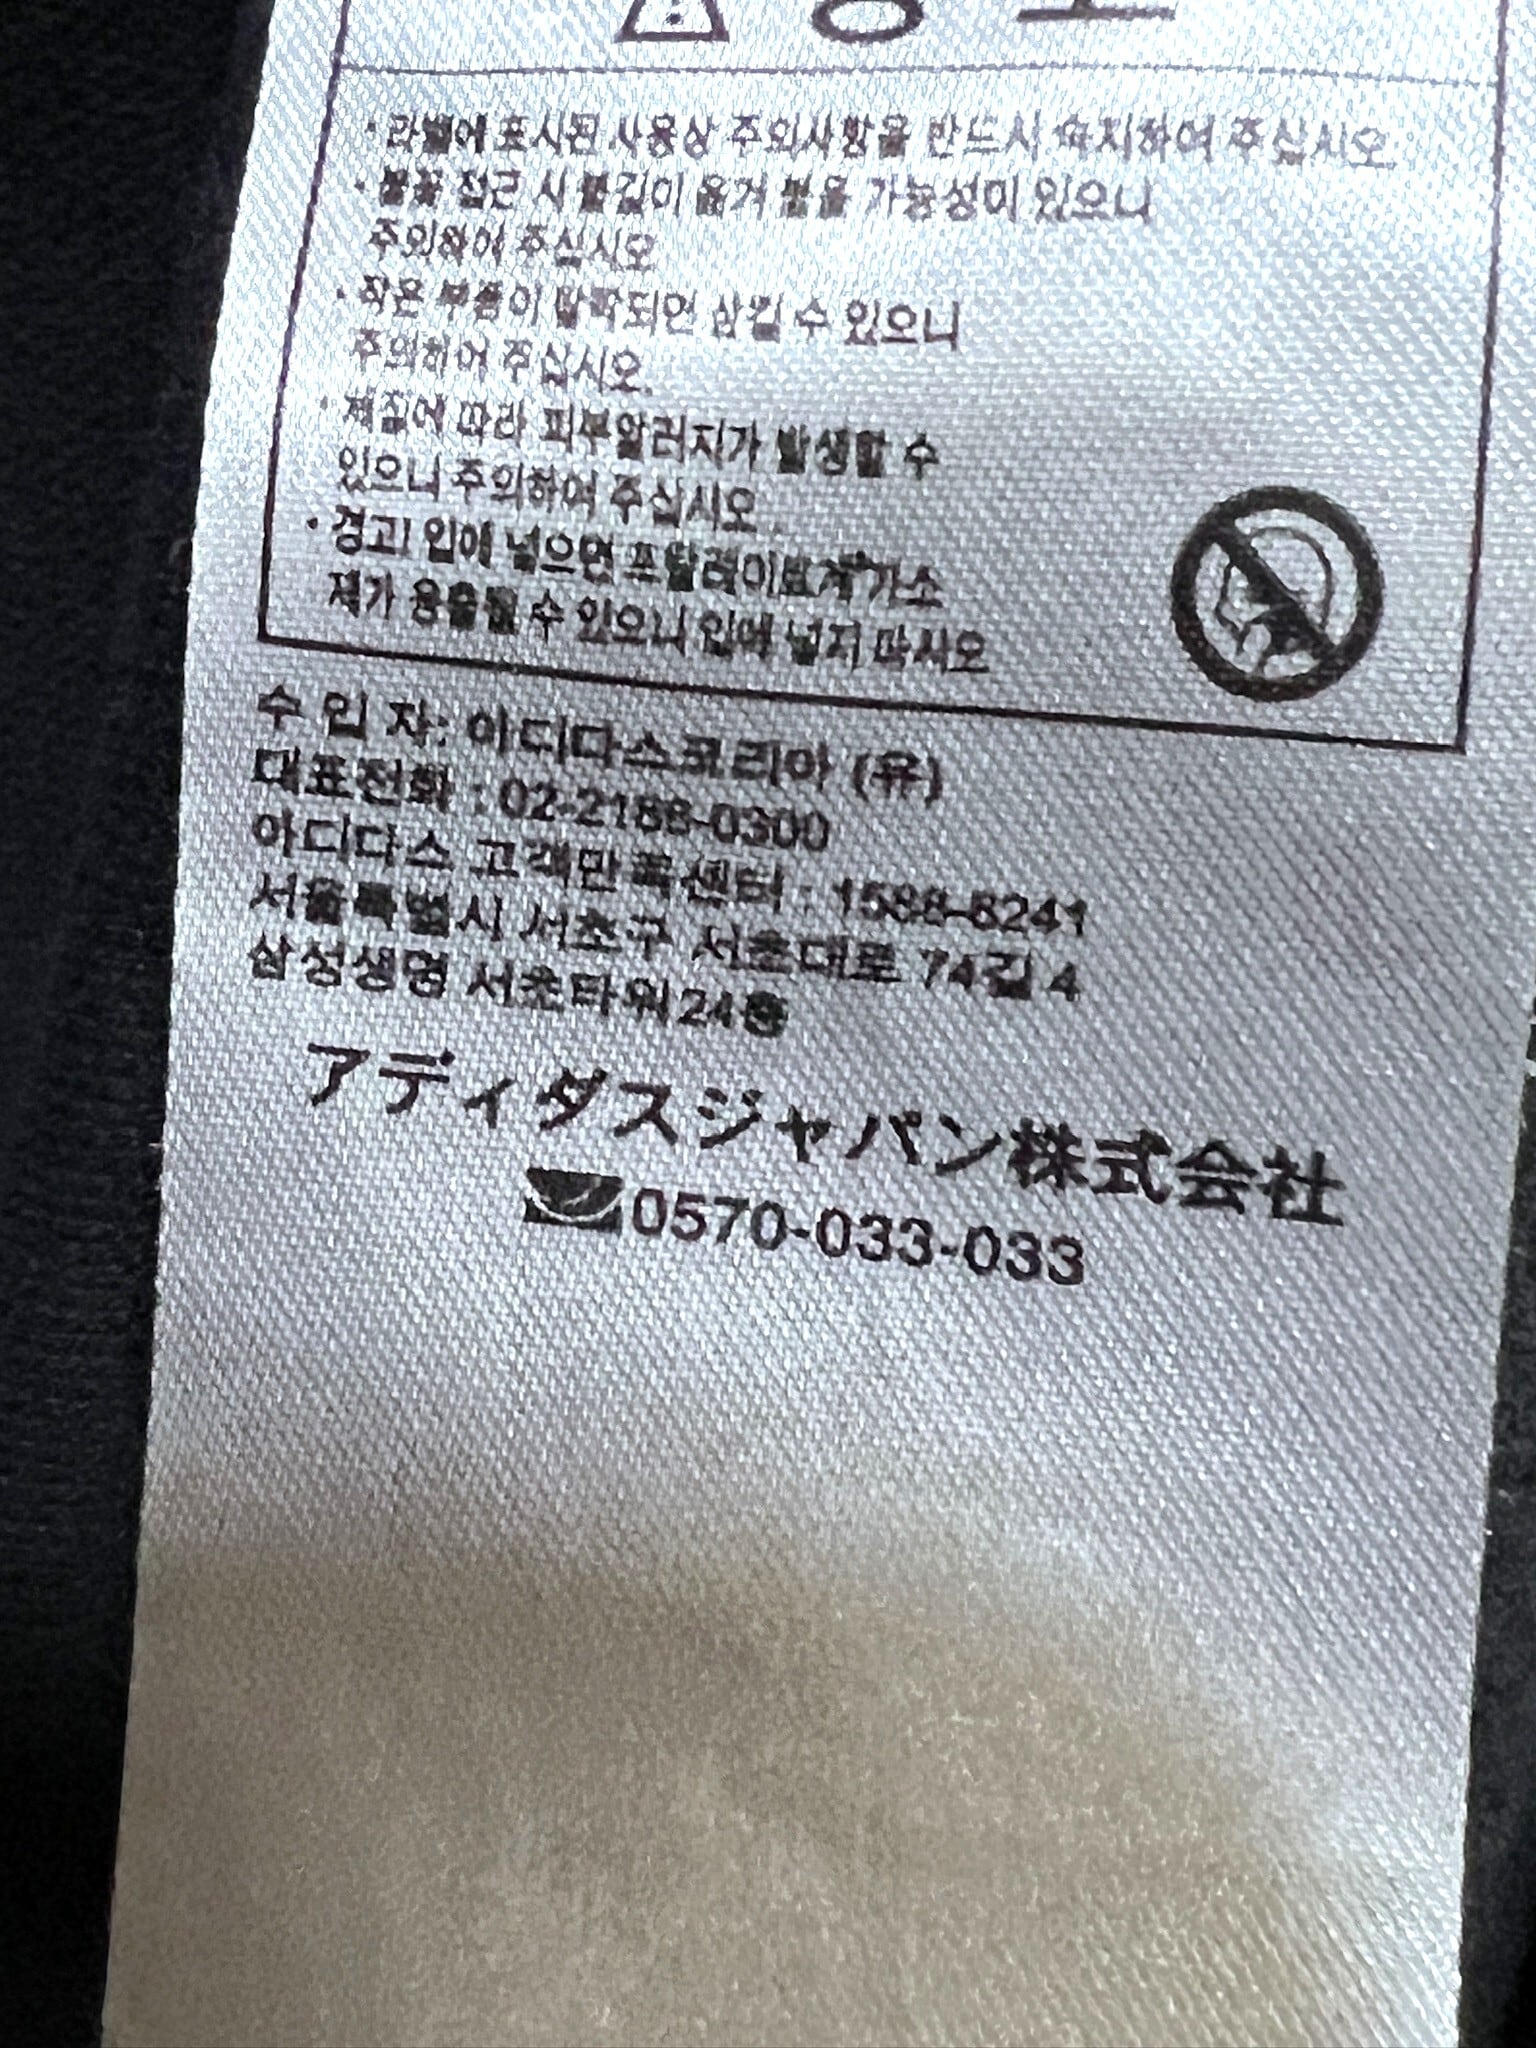 · 라벨에 표시된 사용상 주의사항을 반드시 숙지하여 주십시오.
· 불꽃 접근 시 불길이 옮겨 붙을 가능성이 있으니
주의하여 주십시오
· 작은 부품이 탈락되면 삼킬 수 있으니
주의하여 주십시오.
· 재질에 따라 피부알러지가 발생할 수
있으니 주의하여 주십시오
· 경고! 입에 넣으면 프탈레이트계 가소
제가 용출될 수 있으니 입에 넣지 마시오
수 입 자: 아디다스코리아 (유)
대표전화 : 02-2186-0300
아디다스 고객만족센터 : 1588-8241
서울특별시 서초구 서초대로 74길 4
삼성생명 서초타워 24층
アディダスジャパン株式会社
0570-033-033